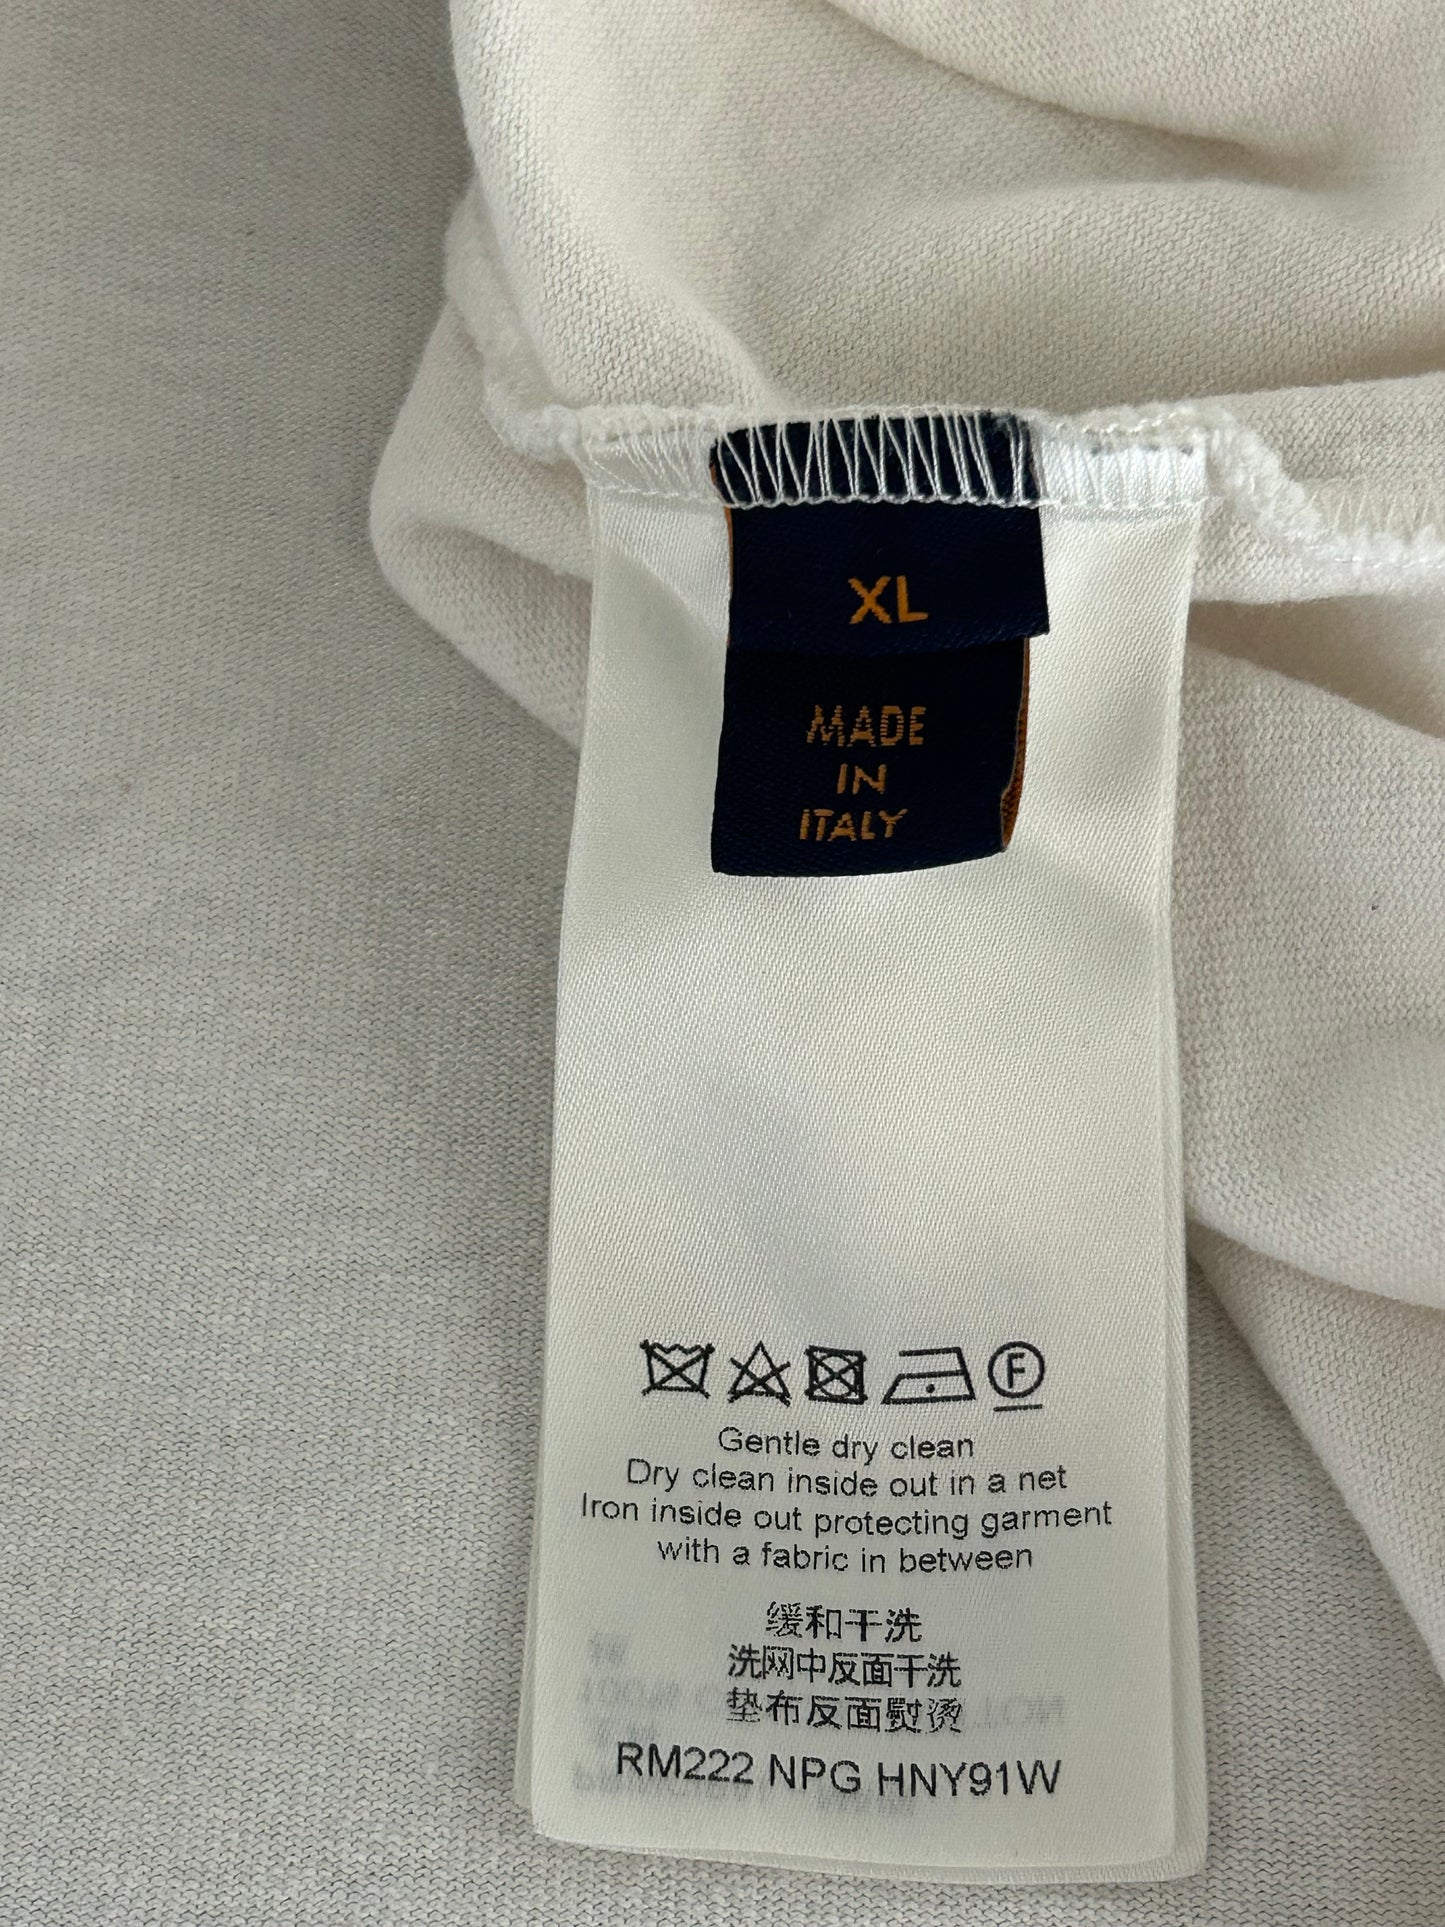 XL
MADE
IN
ITALY
F
Gentle dry clean
Dry clean inside out in a net
Iron inside out protecting garment
with a fabric in between
缓和干洗
洗网中反面干洗
垫布反面熨烫
RM222 NPG HNY91W